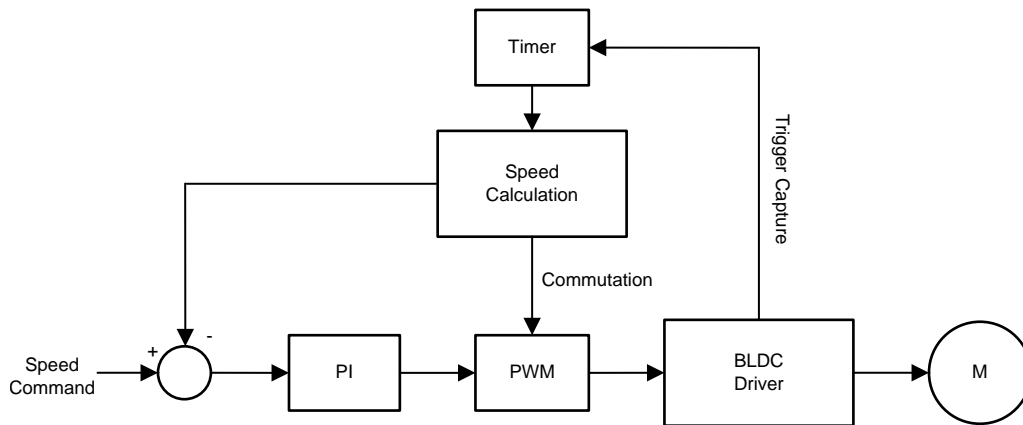 Timer
Trigger Capture
Speed
Calculation
Commutation
+
-
Speed
Command
PI
PWM
BLDC
Driver
M